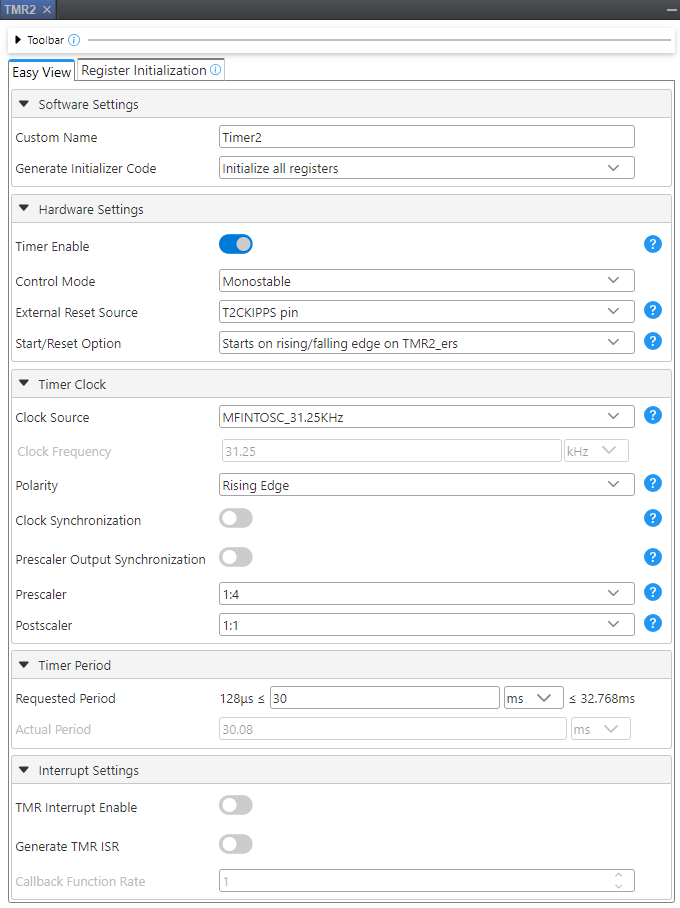 TMR2 ×
Toolbar
Easy View Register Initialization
Software Settings
Custom Name Timer2
Generate Initializer Code Initialize all registers
Hardware Settings
Timer Enable ?
Control Mode Monostable
External Reset Source T2CKIPPS pin ?
Start/Reset Option Starts on rising/falling edge on TMR2_ers ?
Timer Clock
Clock Source MFINTOSC_31.25KHz ?
Clock Frequency 31.25 kHz
Polarity Rising Edge ?
Clock Synchronization ?
Prescaler Output Synchronization ?
Prescaler 1:4 ?
Postscaler 1:1 ?
Timer Period
Requested Period 128µs ≤ 30 ms ≤ 32.768ms
Actual Period 30.08 ms
Interrupt Settings
TMR Interrupt Enable
Generate TMR ISR
Callback Function Rate 1